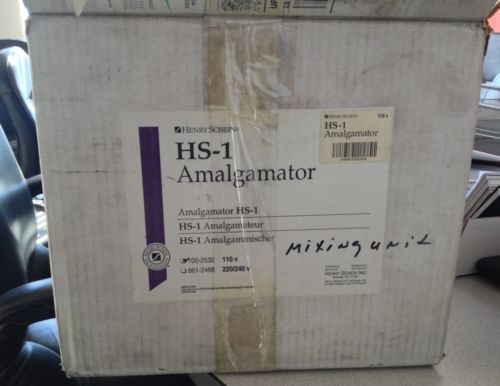 HENRY SCHEIN®
HS-1
Amalgamator
HENRY SCHEIN
110 v
HS-1
Amalgamator
Amalgamator HS-1
HS-1 Amalgamateur
HS-1 Amalgammischer
100-2532 110 v
861-2468 220/240 v
mixing unit
HENRY SCHEIN INC.